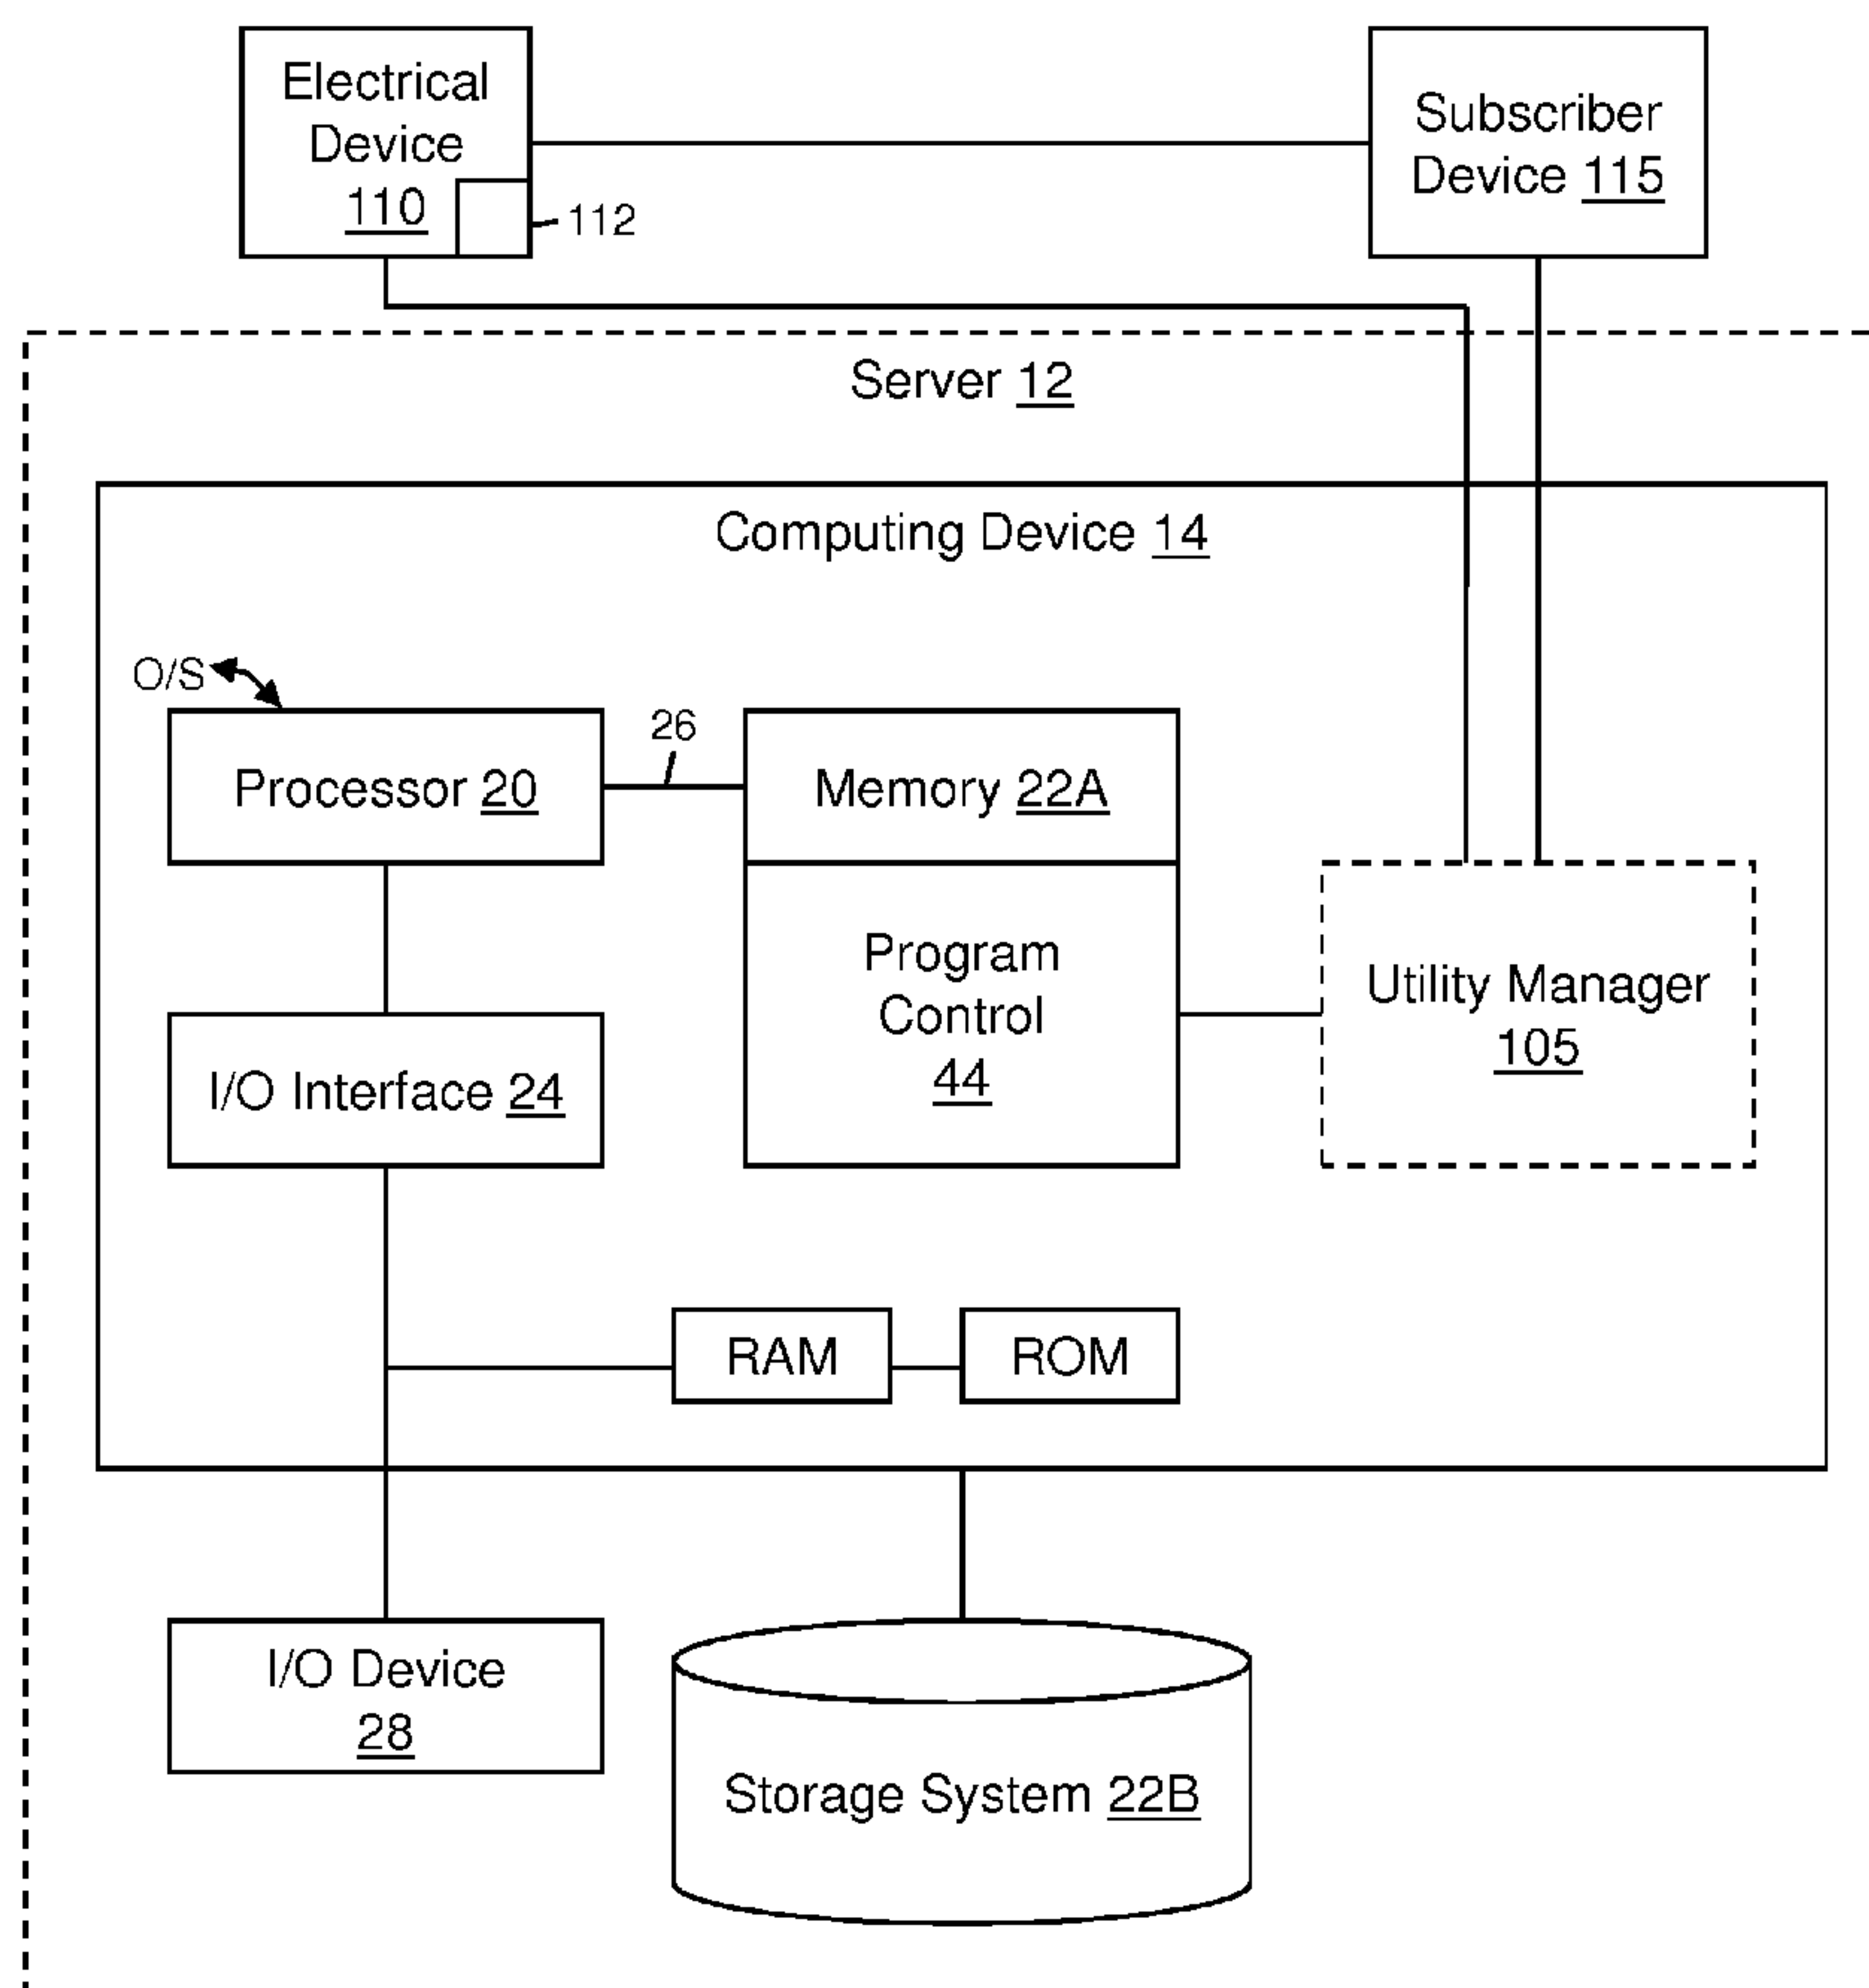 Electrical
Device
110
112
Subscriber
Device 115
Server 12
Computing Device 14
O/S
26
Processor 20
Memory 22A
Program
Control
44
Utility Manager
105
I/O Interface 24
RAM
ROM
I/O Device
28
Storage System 22B